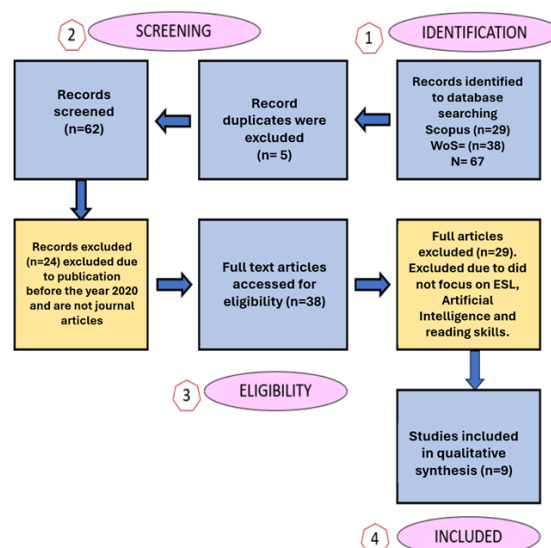 2
SCREENING
1
IDENTIFICATION
Records
screened
(n=62)
Record
duplicates were
excluded
(n= 5)
Records identified
to database
searching
Scopus (n=29)
WoS= (n=38)
N= 67
Records excluded
(n=24) excluded due
to publication
before the year 2020
and are not journal
articles
Full text articles
accessed for
eligibility (n=38)
Full articles
excluded (n=29).
Excluded due to did
not focus on ESL,
Artificial
Intelligence and
reading skills.
3
ELIGIBILITY
Studies included
in qualitative
synthesis (n=9)
4
INCLUDED